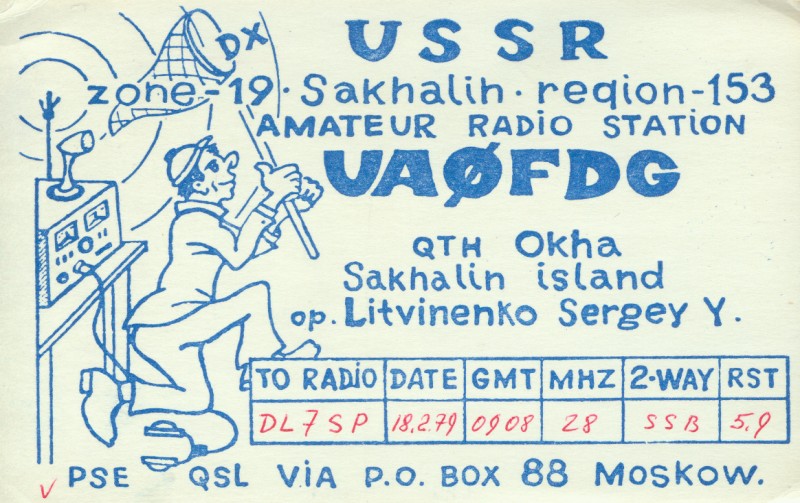 DX
USSR
zone-19·Sakhalin·region-153
AMATEUR RADIO STATION
UAØFDG
QTH Okha
Sakhalin island
op. Litvinenko Sergey Y.
TO RADIO DATE GMT MHZ 2-WAY RST
DL7SP 18.2.79 0908 28 SSB 5.9
v PSE QSL VIA P.O. BOX 88 MOSKOW.